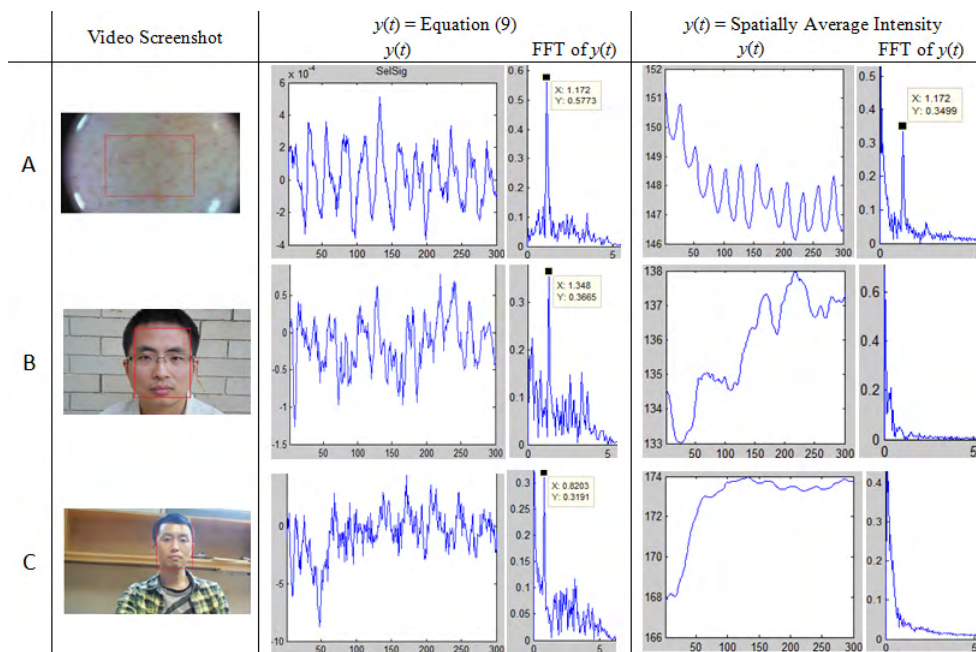 Video Screenshot
y(t) = Equation (9)
y(t) FFT of y(t)
y(t) = Spatially Average Intensity
y(t) FFT of y(t)
A
x 10⁻⁴
SelSig
6
4
2
0
-2
-4
50 100 150 200 250 300
0.6
0.5
0.4
0.3
0.2
0.1
0
0 5
X: 1.172
Y: 0.5773
152
151
150
149
148
147
146
50 100 150 200 250 300
0.5
0.4
0.3
0.2
0.1
0
0 5
X: 1.172
Y: 0.3499
B
0.5
0
-0.5
-1
-1.5
50 100 150 200 250 300
0.3
0.2
0.1
0
0 5
X: 1.348
Y: 0.3665
138
137
136
135
134
133
0 50 100 150 200 250 300
0.6
0.4
0.2
0
0 5
C
0
-5
-10
50 100 150 200 250 300
0.3
0.25
0.2
0.15
0.1
0.05
0
0 5
X: 0.8203
Y: 0.3191
174
172
170
168
166
0 50 100 150 200 250 300
0.4
0.3
0.2
0.1
0
0 5